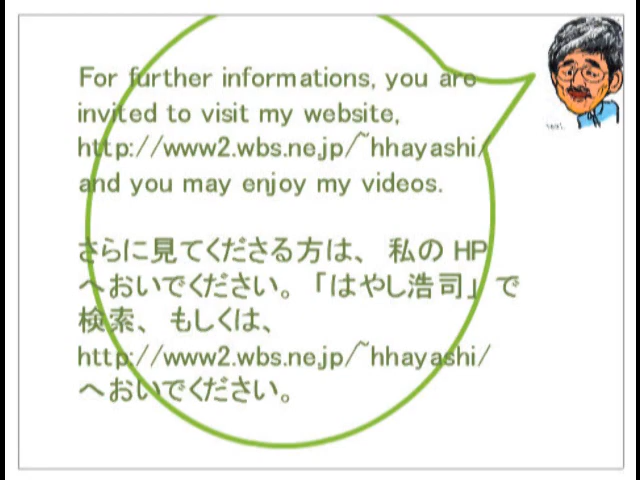 For further informations, you are
invited to visit my website,
http://www2.wbs.ne.jp/~hhayashi/
and you may enjoy my videos.
さらに見てくださる方は、 私の HP
へおいでください。「はやし浩司」で
検索、 もしくは、
http://www2.wbs.ne.jp/~hhayashi/
へおいでください。